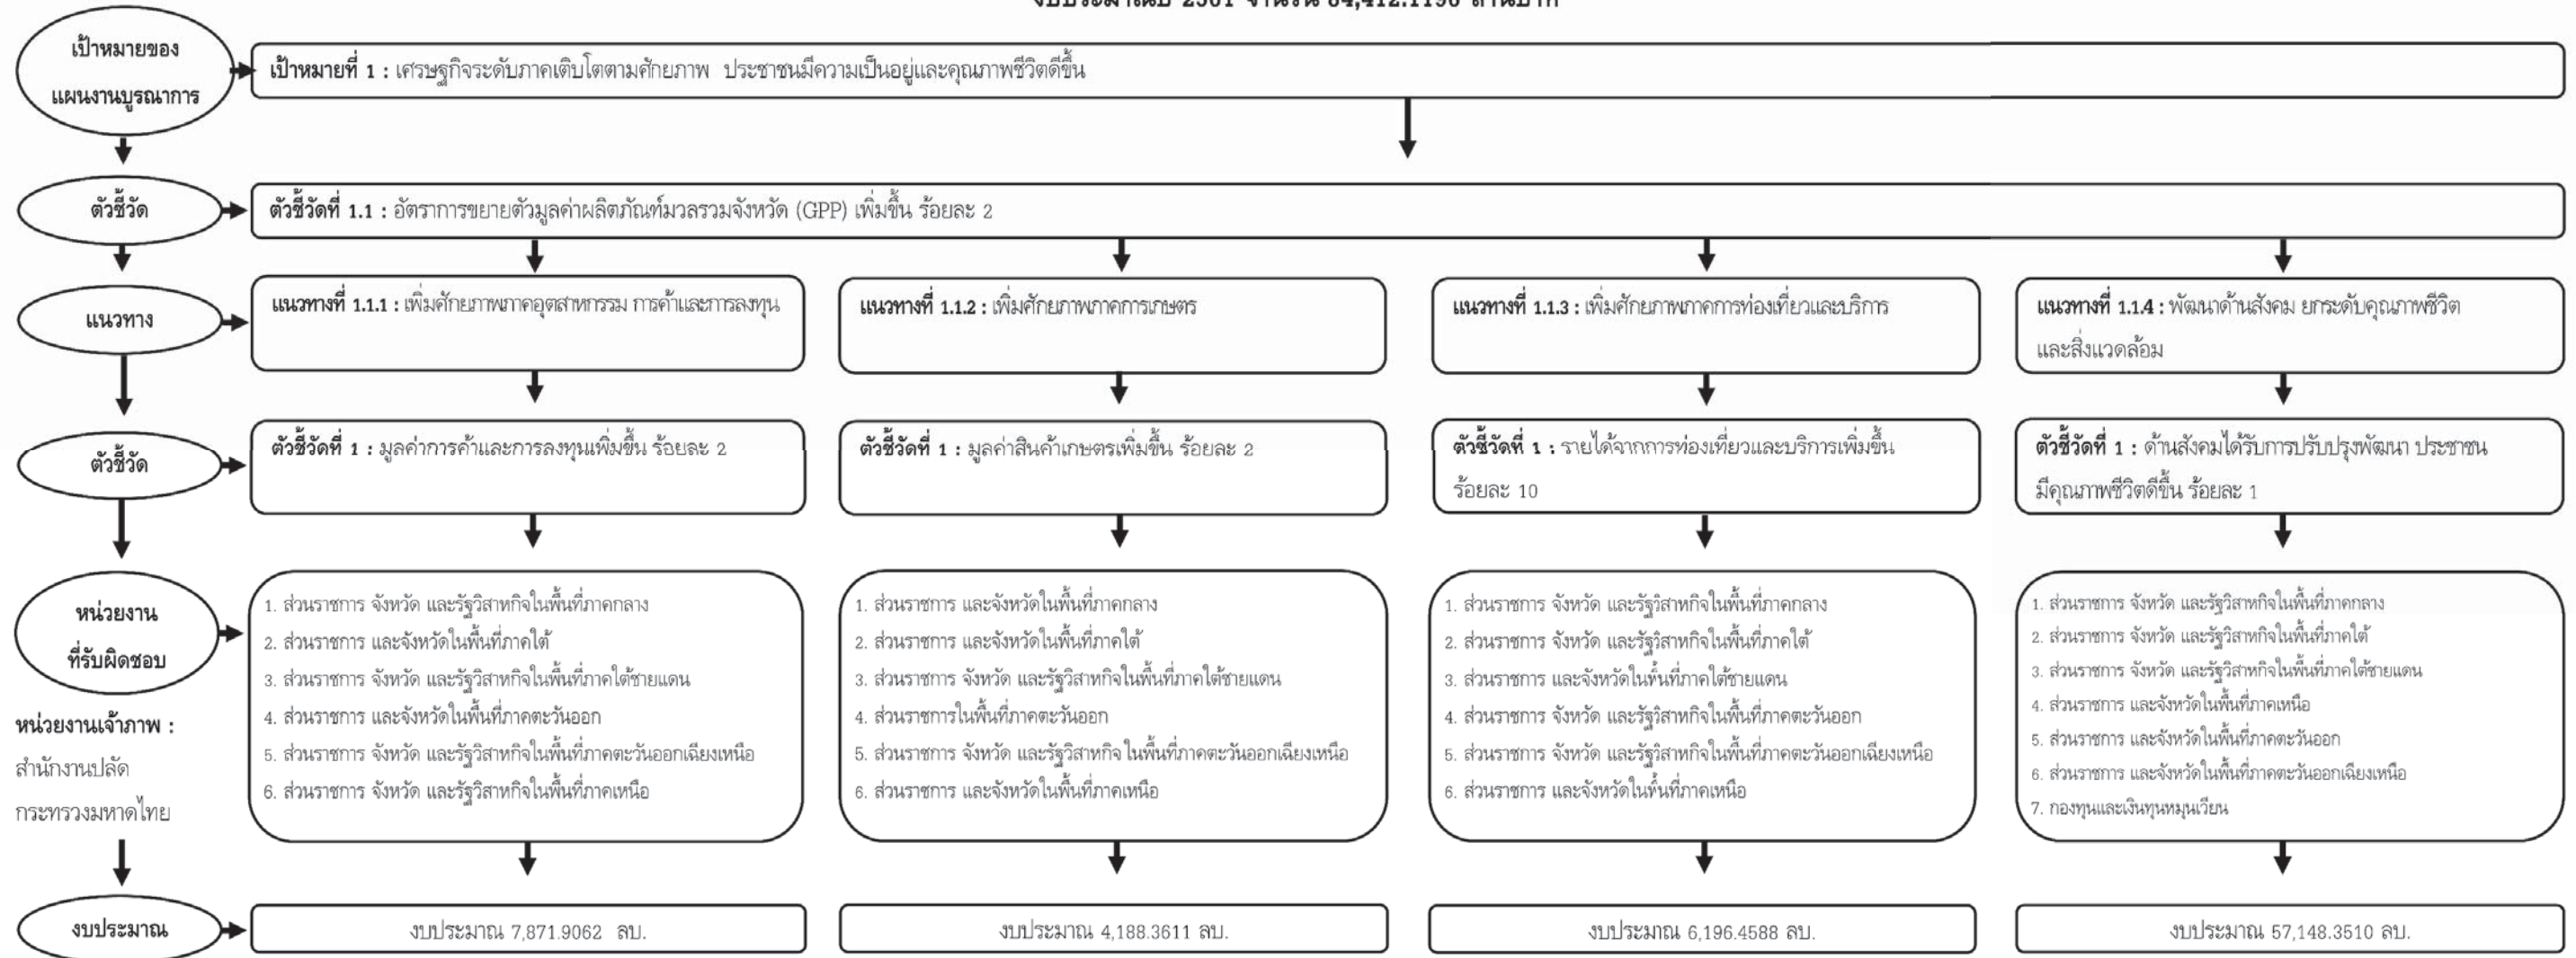 เป้าหมายของ
แผนงานบูรณาการ
เป้าหมายที่ 1 : เศรษฐกิจระดับภาคเติบโตตามศักยภาพ ประชาชนมีความเป็นอยู่และคุณภาพชีวิตดีขึ้น
ตัวชี้วัด
ตัวชี้วัดที่ 1.1 : อัตราการขยายตัวมูลค่าผลิตภัณฑ์มวลรวมจังหวัด (GPP) เพิ่มขึ้น ร้อยละ 2
แนวทาง
แนวทางที่ 1.1.1 : เพิ่มศักยภาพภาคอุตสาหกรรม การค้าและการลงทุน
แนวทางที่ 1.1.2 : เพิ่มศักยภาพภาคการเกษตร
แนวทางที่ 1.1.3 : เพิ่มศักยภาพภาคการท่องเที่ยวและบริการ
แนวทางที่ 1.1.4 : พัฒนาด้านสังคม ยกระดับคุณภาพชีวิต
และสิ่งแวดล้อม
ตัวชี้วัด
ตัวชี้วัดที่ 1 : มูลค่าการค้าและการลงทุนเพิ่มขึ้น ร้อยละ 2
ตัวชี้วัดที่ 1 : มูลค่าสินค้าเกษตรเพิ่มขึ้น ร้อยละ 2
ตัวชี้วัดที่ 1 : รายได้จากการท่องเที่ยวและบริการเพิ่มขึ้น
ร้อยละ 10
ตัวชี้วัดที่ 1 : ด้านสังคมได้รับการปรับปรุงพัฒนา ประชาชน
มีคุณภาพชีวิตดีขึ้น ร้อยละ 1
หน่วยงาน
ที่รับผิดชอบ
หน่วยงานเจ้าภาพ :
สำนักงานปลัด
กระทรวงมหาดไทย
1. ส่วนราชการ จังหวัด และรัฐวิสาหกิจในพื้นที่ภาคกลาง
2. ส่วนราชการ และจังหวัดในพื้นที่ภาคใต้
3. ส่วนราชการ จังหวัด และรัฐวิสาหกิจในพื้นที่ภาคใต้ชายแดน
4. ส่วนราชการ และจังหวัดในพื้นที่ภาคตะวันออก
5. ส่วนราชการ จังหวัด และรัฐวิสาหกิจในพื้นที่ภาคตะวันออกเฉียงเหนือ
6. ส่วนราชการ จังหวัด และรัฐวิสาหกิจในพื้นที่ภาคเหนือ
1. ส่วนราชการ และจังหวัดในพื้นที่ภาคกลาง
2. ส่วนราชการ และจังหวัดในพื้นที่ภาคใต้
3. ส่วนราชการ จังหวัด และรัฐวิสาหกิจในพื้นที่ภาคใต้ชายแดน
4. ส่วนราชการในพื้นที่ภาคตะวันออก
5. ส่วนราชการ จังหวัด และรัฐวิสาหกิจ ในพื้นที่ภาคตะวันออกเฉียงเหนือ
6. ส่วนราชการ และจังหวัดในพื้นที่ภาคเหนือ
1. ส่วนราชการ จังหวัด และรัฐวิสาหกิจในพื้นที่ภาคกลาง
2. ส่วนราชการ จังหวัด และรัฐวิสาหกิจในพื้นที่ภาคใต้
3. ส่วนราชการ และจังหวัดในพื้นที่ภาคใต้ชายแดน
4. ส่วนราชการ จังหวัด และรัฐวิสาหกิจในพื้นที่ภาคตะวันออก
5. ส่วนราชการ จังหวัด และรัฐวิสาหกิจในพื้นที่ภาคตะวันออกเฉียงเหนือ
6. ส่วนราชการ และจังหวัดในพื้นที่ภาคเหนือ
1. ส่วนราชการ จังหวัด และรัฐวิสาหกิจในพื้นที่ภาคกลาง
2. ส่วนราชการ จังหวัด และรัฐวิสาหกิจในพื้นที่ภาคใต้
3. ส่วนราชการ จังหวัด และรัฐวิสาหกิจในพื้นที่ภาคใต้ชายแดน
4. ส่วนราชการ และจังหวัดในพื้นที่ภาคเหนือ
5. ส่วนราชการ และจังหวัดในพื้นที่ภาคตะวันออก
6. ส่วนราชการ และจังหวัดในพื้นที่ภาคตะวันออกเฉียงเหนือ
7. กองทุนและเงินทุนหมุนเวียน
งบประมาณ
งบประมาณ 7,871.9062 ลบ.
งบประมาณ 4,188.3611 ลบ.
งบประมาณ 6,196.4588 ลบ.
งบประมาณ 57,148.3510 ลบ.